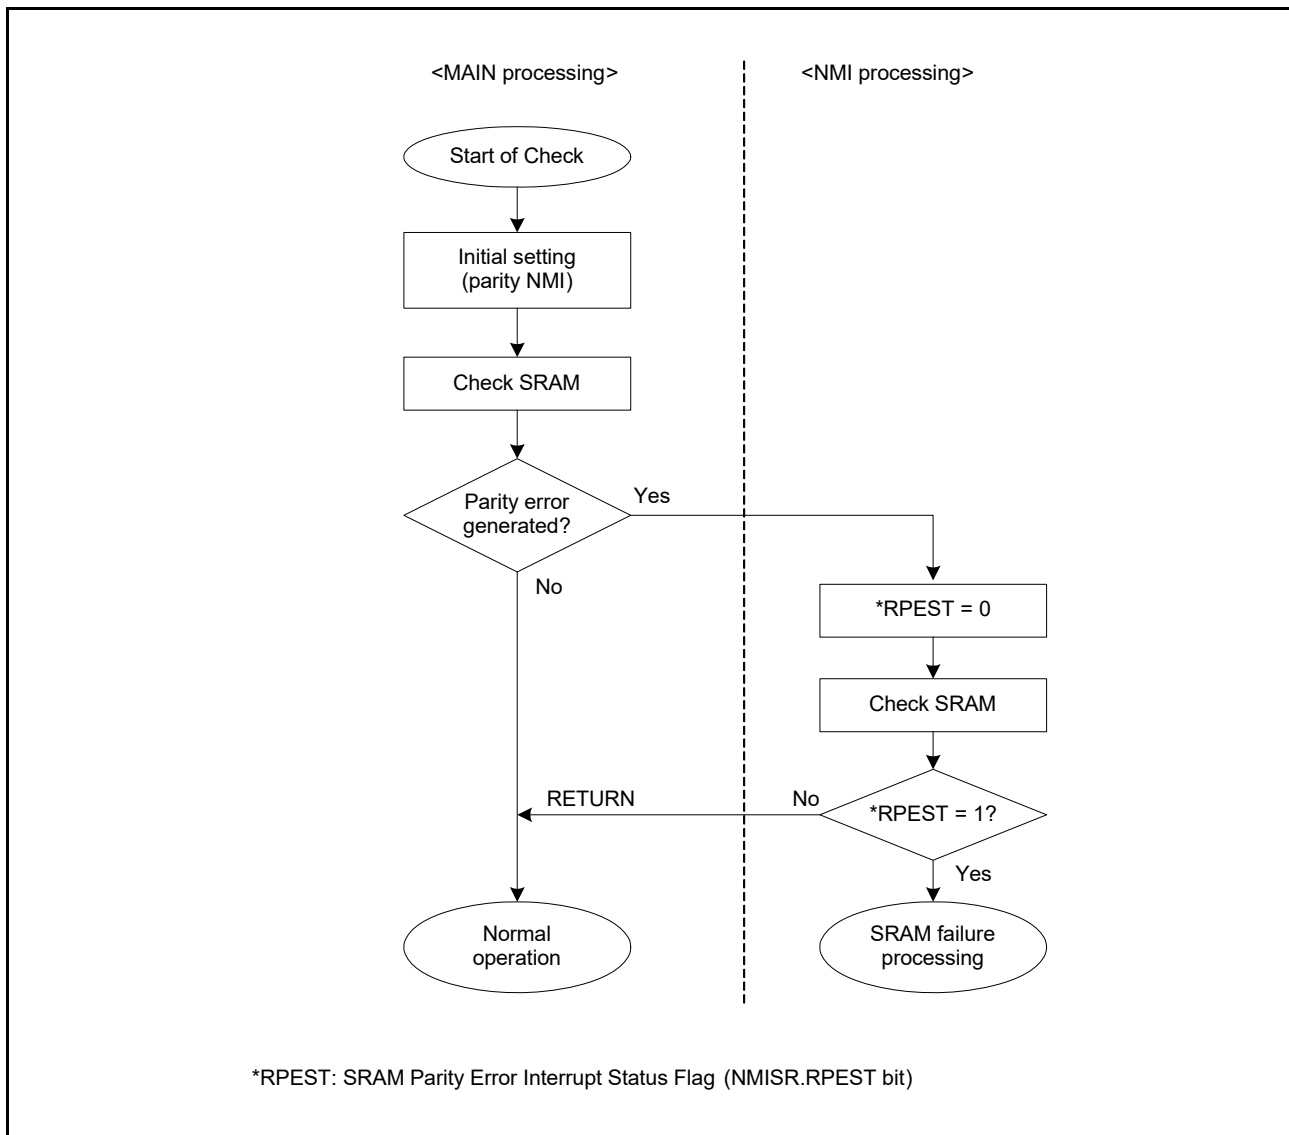 <MAIN processing>
<NMI processing>
Start of Check
Initial setting
(parity NMI)
Check SRAM
Parity error
generated?
Yes
No
*RPEST = 0
Check SRAM
*RPEST = 1?
No
RETURN
Yes
Normal
operation
SRAM failure
processing
*RPEST: SRAM Parity Error Interrupt Status Flag (NMISR.RPEST bit)